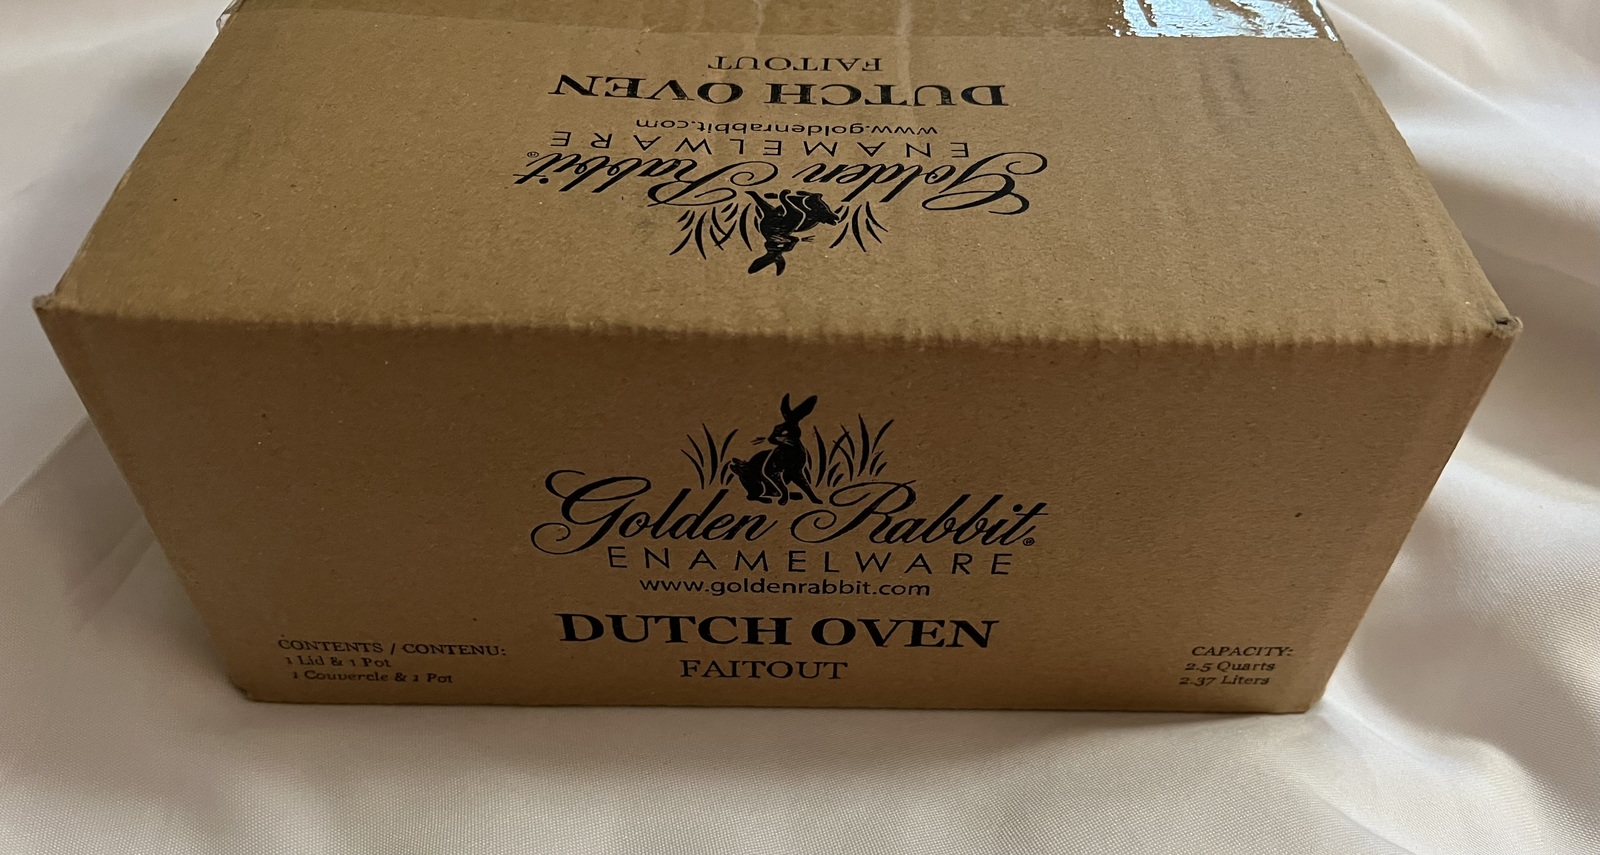 FAITOUT
DUTCH OVEN
www.goldenrabbit.com
ENAMELWARE
Golden Rabbit®
Golden Rabbit®
ENAMELWARE
www.goldenrabbit.com
DUTCH OVEN
FAITOUT
CONTENTS / CONTENU:
1 Lid & 1 Pot
1 Couvercle & 1 Pot
CAPACITY:
2.5 Quarts
2.37 Liters